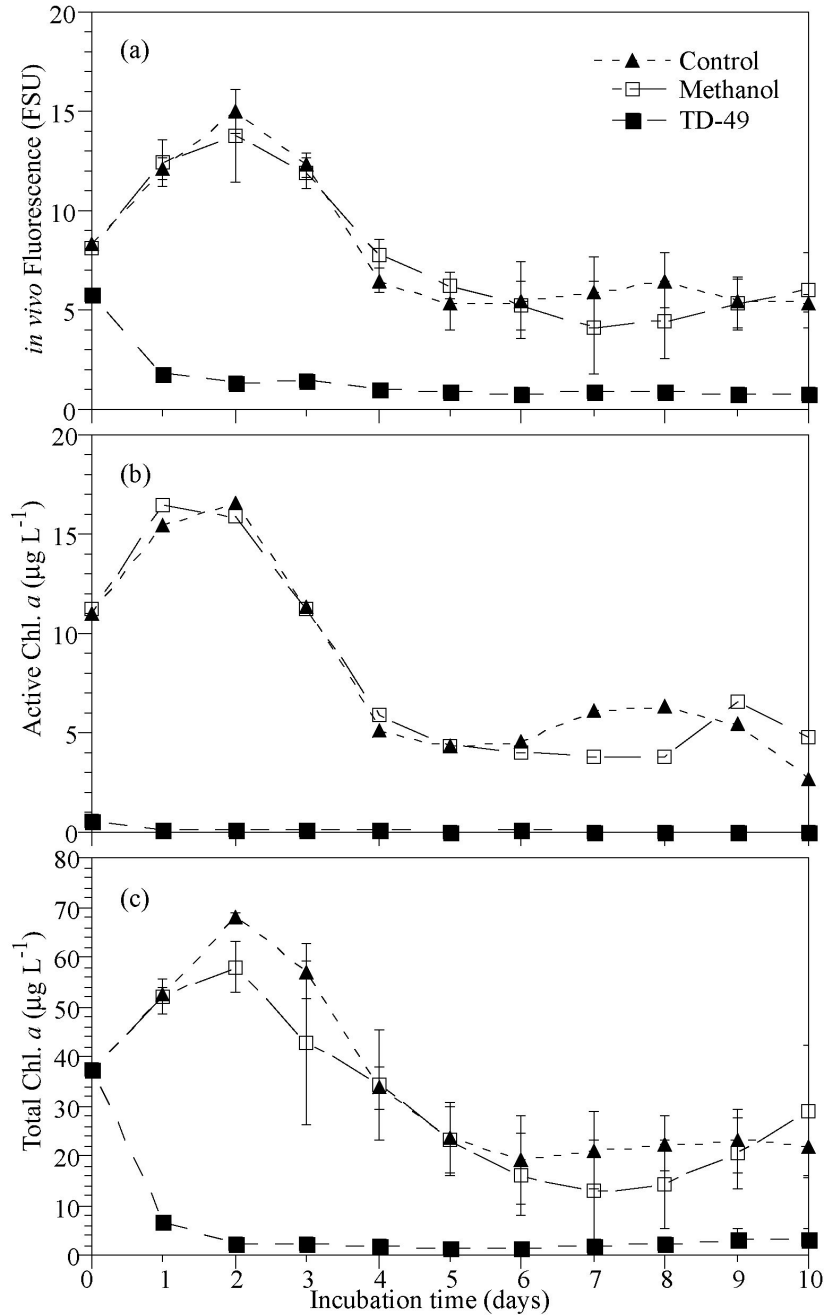 20
(a)
Control
Methanol
TD-49
15
10
5
0
in vivo Fluorescence (FSU)
20
(b)
15
10
5
0
Active Chl. a (µg L⁻¹)
80
(c)
70
60
50
40
30
20
10
0
Total Chl. a (µg L⁻¹)
0 1 2 3 4 5 6 7 8 9 10
Incubation time (days)